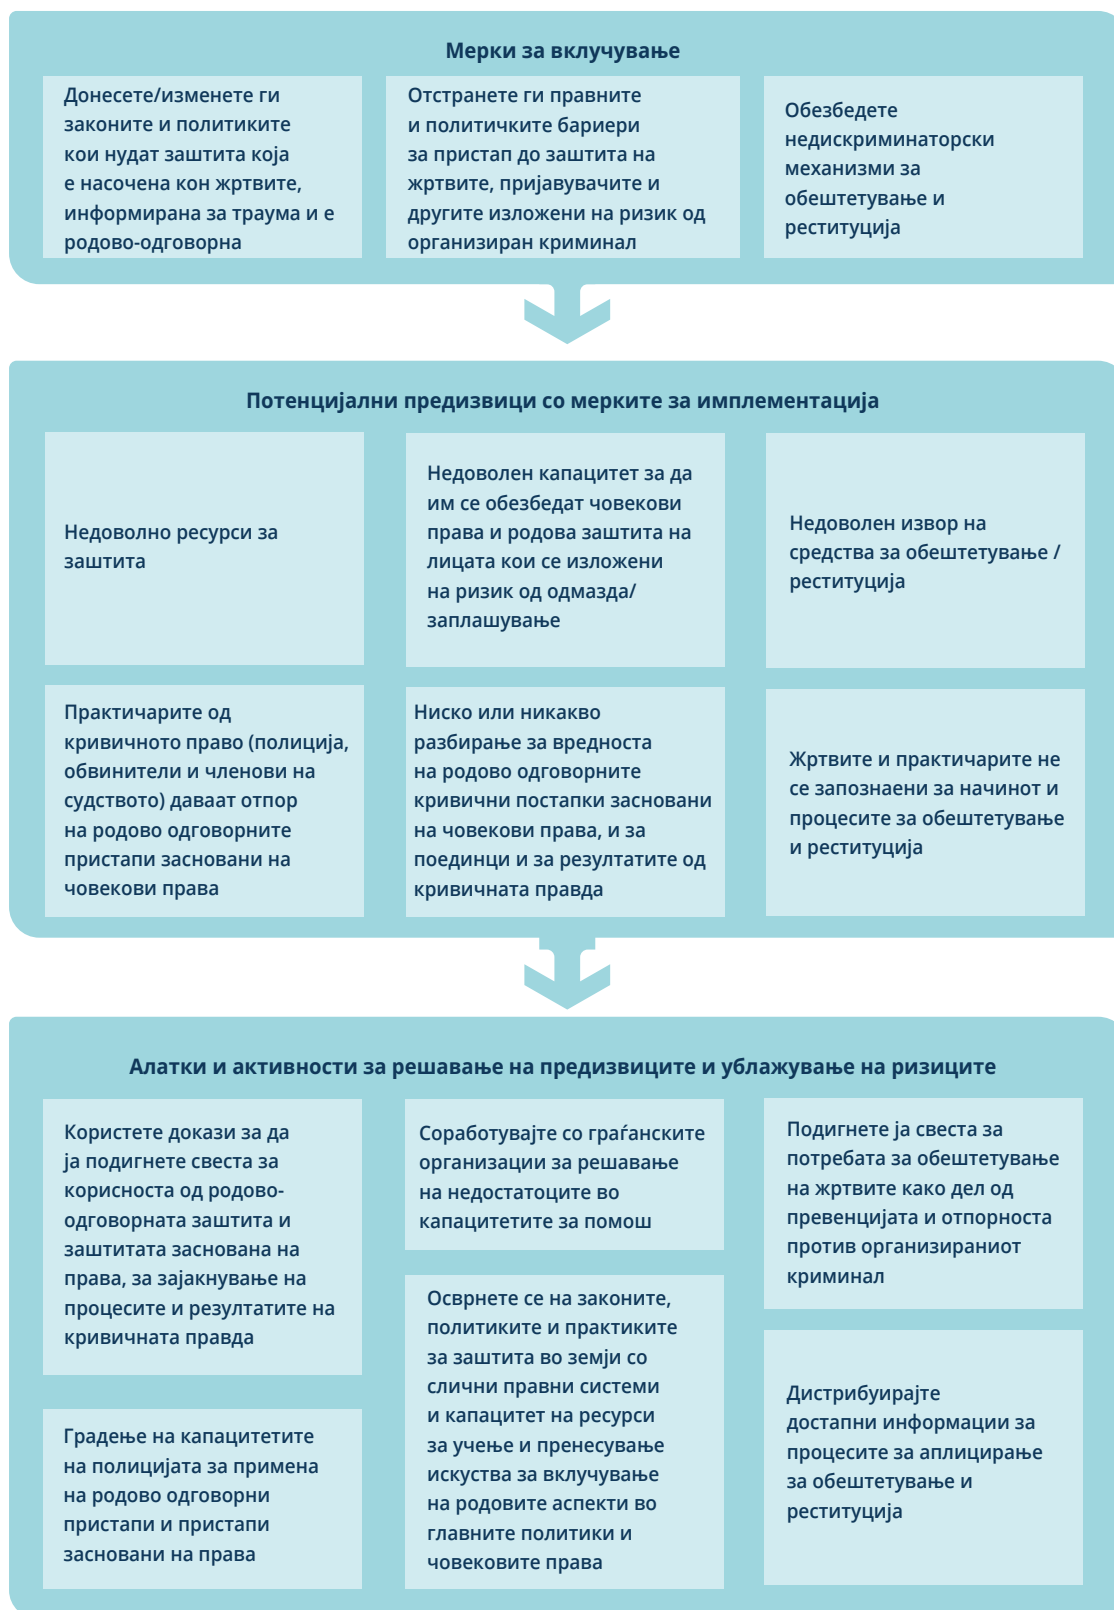 Мерки за вклучување
Донесете/изменете ги
законите и политиките
кои нудат заштита која
е насочена кон жртвите,
информирана за траума и е
родово-одговорна
Отстранете ги правните
и политичките бариери
за пристап до заштита на
жртвите, пријавувачите и
другите изложени на ризик од
организиран криминал
Обезбедете
недискриминаторски
механизми за
обештетување и
реституција
Потенцијални предизвици со мерките за имплементација
Недоволно ресурси за
заштита
Недоволен капацитет за да
им се обезбедат човекови
права и родова заштита на
лицата кои се изложени
на ризик од одмазда/
заплашување
Недоволен извор на
средства за обештетување /
реституција
Практичарите од
кривичното право (полиција,
обвинители и членови на
судството) даваат отпор
на родово одговорните
пристапи засновани на
човекови права
Ниско или никакво
разбирање за вредноста
на родово одговорните
кривични постапки засновани
на човекови права, и за
поединци и за резултатите од
кривичната правда
Жртвите и практичарите не
се запознаени за начинот и
процесите за обештетување
и реституција
Алатки и активности за решавање на предизвиците и ублажување на ризиците
Користете докази за да
ја подигнете свеста за
корисноста од родово-
одговорната заштита и
заштитата заснована на
права, за зајакнување на
процесите и резултатите на
кривичната правда
Градење на капацитетите
на полицијата за примена
на родово одговорни
пристапи и пристапи
засновани на права
Соработувајте со граѓанските
организации за решавање
на недостатоците во
капацитетите за помош
Осврнете се на законите,
политиките и практиките
за заштита во земји со
слични правни системи
и капацитет на ресурси
за учење и пренесување
искуства за вклучување
на родовите аспекти во
главните политики и
човековите права
Подигнете ја свеста за
потребата за обештетување
на жртвите како дел од
превенцијата и отпорноста
против организираниот
криминал
Дистрибуирајте
достапни информации за
процесите за аплицирање
за обештетување и
реституција